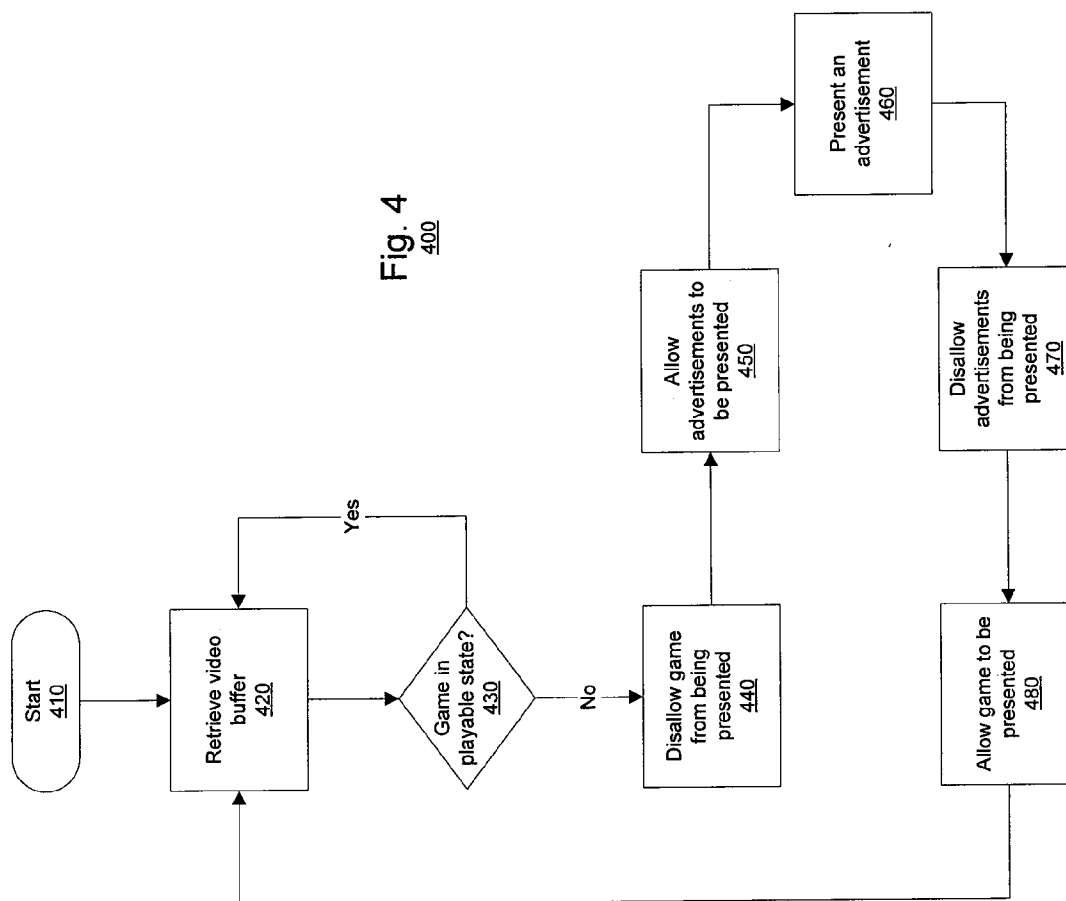 Start
410
Retrieve video
buffer
420
Yes
Game in
playable state?
430
No
Disallow game
from being
presented
440
Allow
advertisements to
be presented
450
Present an
advertisement
460
Disallow
advertisements
from being
presented
470
Allow game to be
presented
480
Fig. 4
400